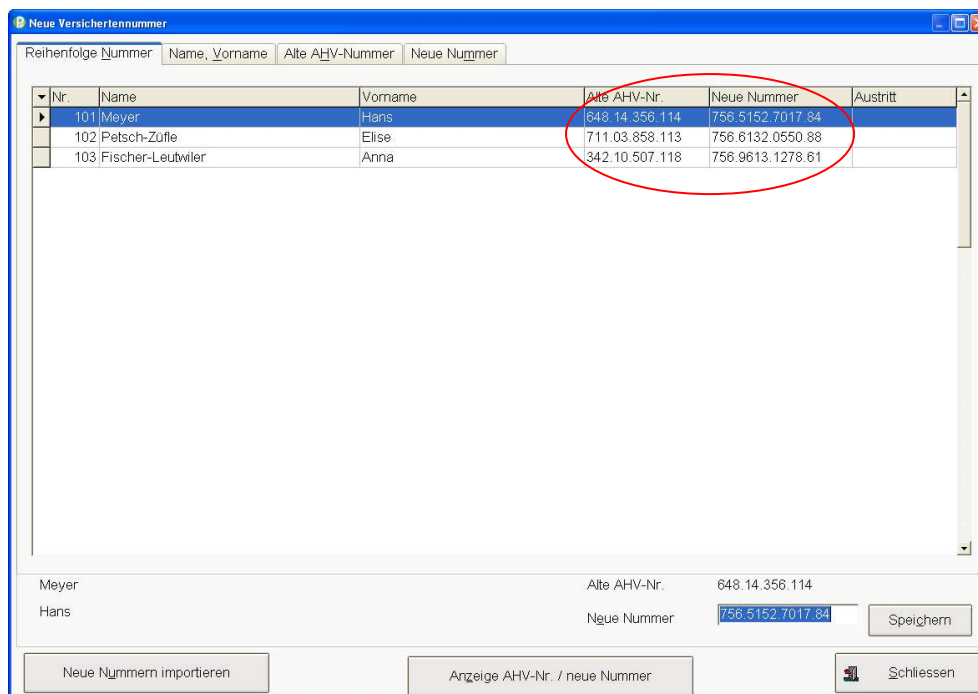 Neue Versichertennummer
Reihenfolge Nummer Name, Vorname Alte AHV-Nummer Neue Nummer
Nr. Name Vorname Alte AHV-Nr. Neue Nummer Austritt
101 Meyer Hans 648.14.356.114 756.5152.7017.84
102 Petsch-Züfle Elise 711.03.858.113 756.6132.0550.88
103 Fischer-Leutwiler Anna 342.10.507.118 756.9613.1278.61
Meyer Alte AHV-Nr. 648.14.356.114
Hans Neue Nummer 756.5152.7017.84 Speichern
Neue Nummern importieren Anzeige AHV-Nr. / neue Nummer Schliessen